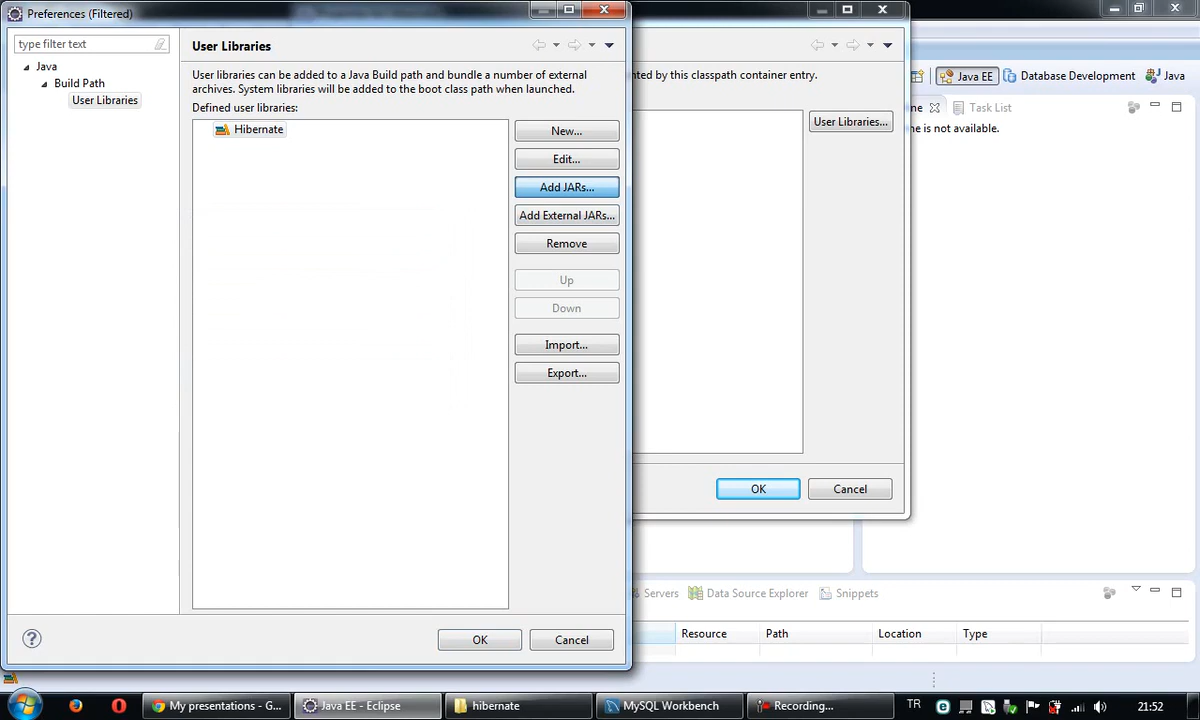 Preferences (Filtered)
type filter text
Java
Build Path
User Libraries
User Libraries
User libraries can be added to a Java Build path and bundle a number of external
archives. System libraries will be added to the boot class path when launched.
Defined user libraries:
Hibernate
New...
Edit...
Add JARs...
Add External JARs...
Remove
Up
Down
Import...
Export...
OK
Cancel
by this classpath container entry.
User Libraries...
OK
Cancel
Java EE
Database Development
Java
Task List
is not available.
Servers
Data Source Explorer
Snippets
Resource
Path
Location
Type
My presentations - G...
Java EE - Eclipse
hibernate
MySQL Workbench
Recording...
TR
21:52